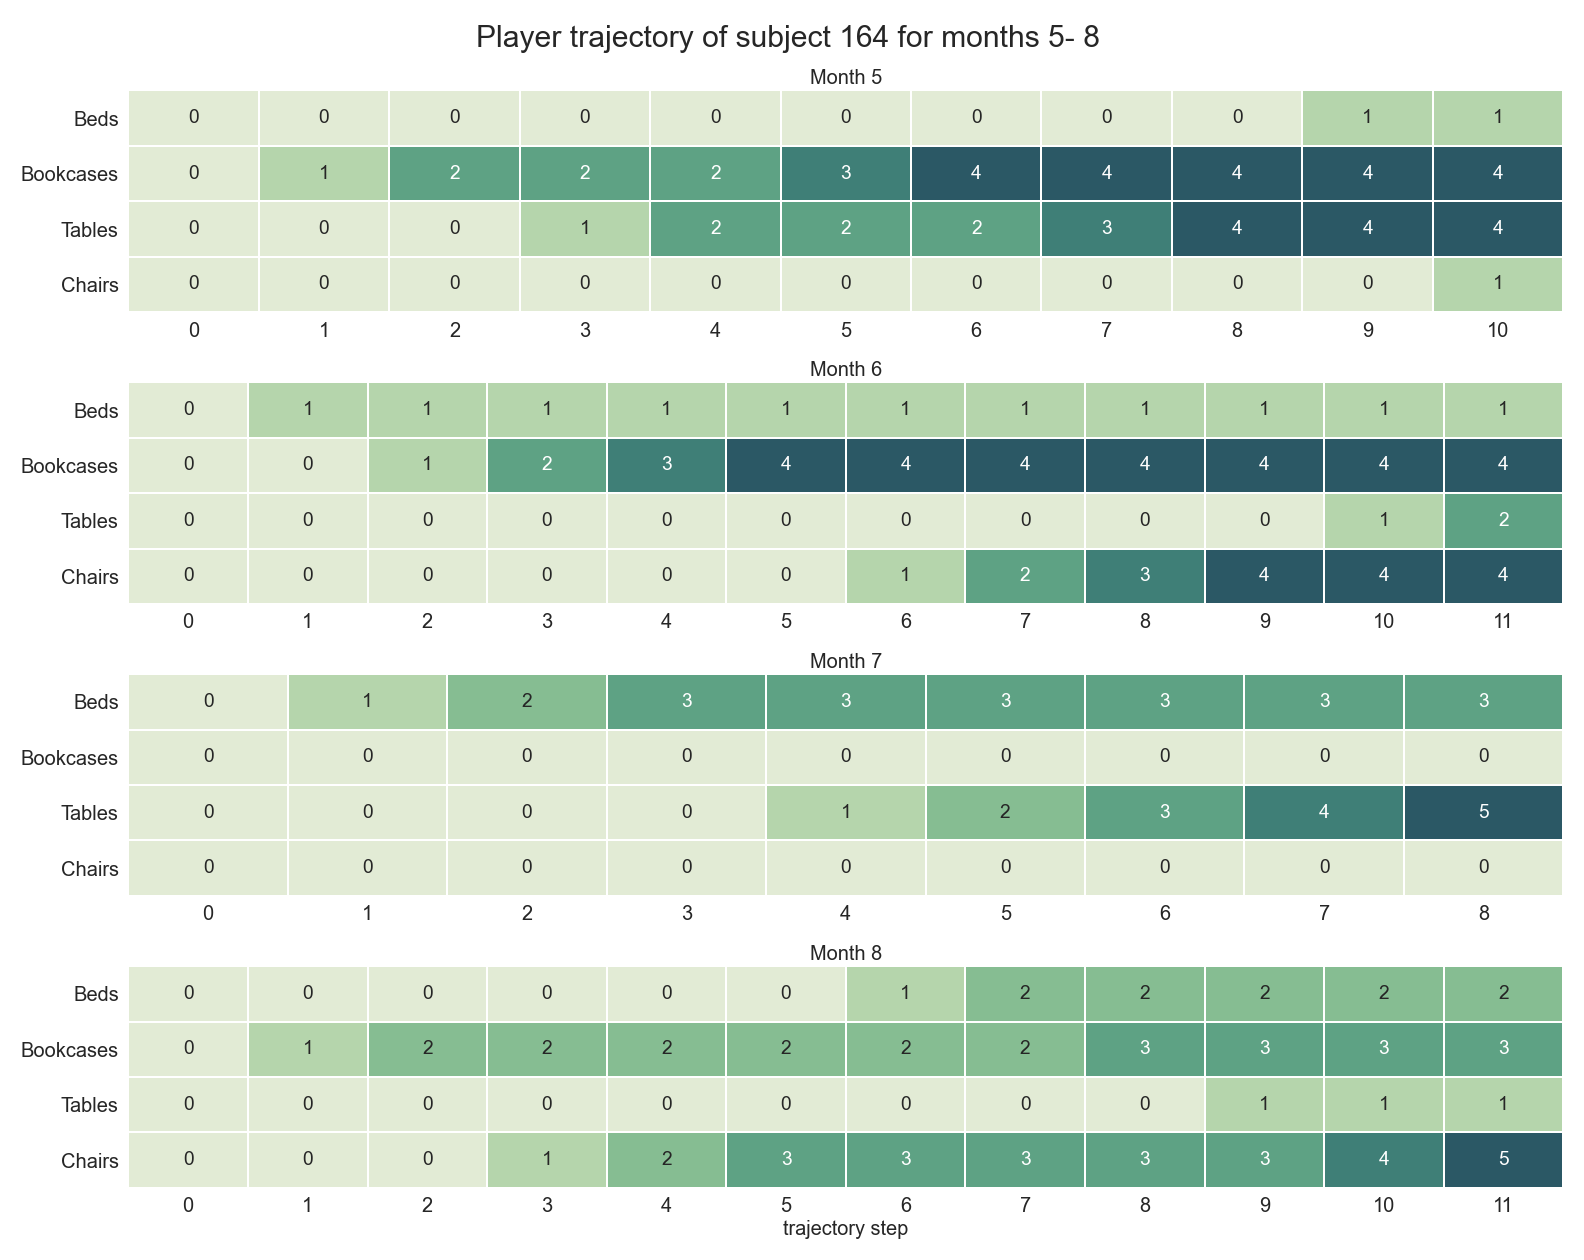 Player trajectory of subject 164 for months 5- 8
Month 5
Beds 0 0 0 0 0 0 0 0 0 1 1
Bookcases 0 1 2 2 2 3 4 4 4 4 4
Tables 0 0 0 1 2 2 2 3 4 4 4
Chairs 0 0 0 0 0 0 0 0 0 0 1
0 1 2 3 4 5 6 7 8 9 10
Month 6
Beds 0 1 1 1 1 1 1 1 1 1 1 1
Bookcases 0 0 1 2 3 4 4 4 4 4 4 4
Tables 0 0 0 0 0 0 0 0 0 0 1 2
Chairs 0 0 0 0 0 0 1 2 3 4 4 4
0 1 2 3 4 5 6 7 8 9 10 11
Month 7
Beds 0 1 2 3 3 3 3 3 3
Bookcases 0 0 0 0 0 0 0 0 0
Tables 0 0 0 0 1 2 3 4 5
Chairs 0 0 0 0 0 0 0 0 0
0 1 2 3 4 5 6 7 8
Month 8
Beds 0 0 0 0 0 0 1 2 2 2 2 2
Bookcases 0 1 2 2 2 2 2 2 3 3 3 3
Tables 0 0 0 0 0 0 0 0 0 1 1 1
Chairs 0 0 0 1 2 3 3 3 3 3 4 5
0 1 2 3 4 5 6 7 8 9 10 11
trajectory step